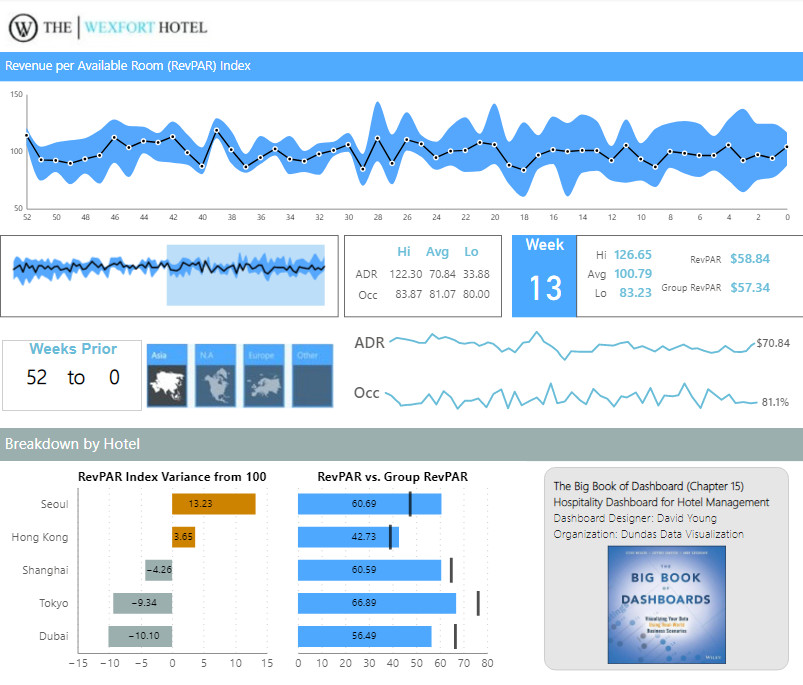 W THE | WEXFORT HOTEL
Revenue per Available Room (RevPAR) Index
150
100
50
52 50 48 46 44 42 40 38 36 34 32 30 28 26 24 22 20 18 16 14 12 10 8 6 4 2 0
Hi Avg Lo
ADR 122.30 70.84 33.88
Occ 83.87 81.07 80.00
Week
13
Hi 126.65
Avg 100.79
Lo 83.23
RevPAR $58.84
Group RevPAR $57.34
Weeks Prior
52 to 0
Asia N.A Europe Other
ADR $70.84
Occ 81.1%
Breakdown by Hotel
RevPAR Index Variance from 100
RevPAR vs. Group RevPAR
Seoul 13.23 60.69
Hong Kong 3.65 42.73
Shanghai −4.26 60.59
Tokyo −9.34 66.89
Dubai −10.10 56.49
−15 −10 −5 0 5 10 15
0 10 20 30 40 50 60 70 80
The Big Book of Dashboard (Chapter 15)
Hospitality Dashboard for Hotel Management
Dashboard Designer: David Young
Organization: Dundas Data Visualization
THE
BIG BOOK
OF
DASHBOARDS
Visualizing Your Data
Using Real-World
Business Scenarios
WILEY